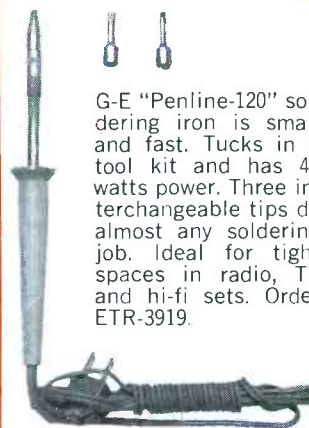 G-E "Penline-120" sol
dering iron is sma
and fast. Tucks in
tool kit and has 4
watts power. Three in
terchangeable tips d
almost any solderin
job. Ideal for tigh
spaces in radio, T
and hi-fi sets. Orde
ETR-3919.